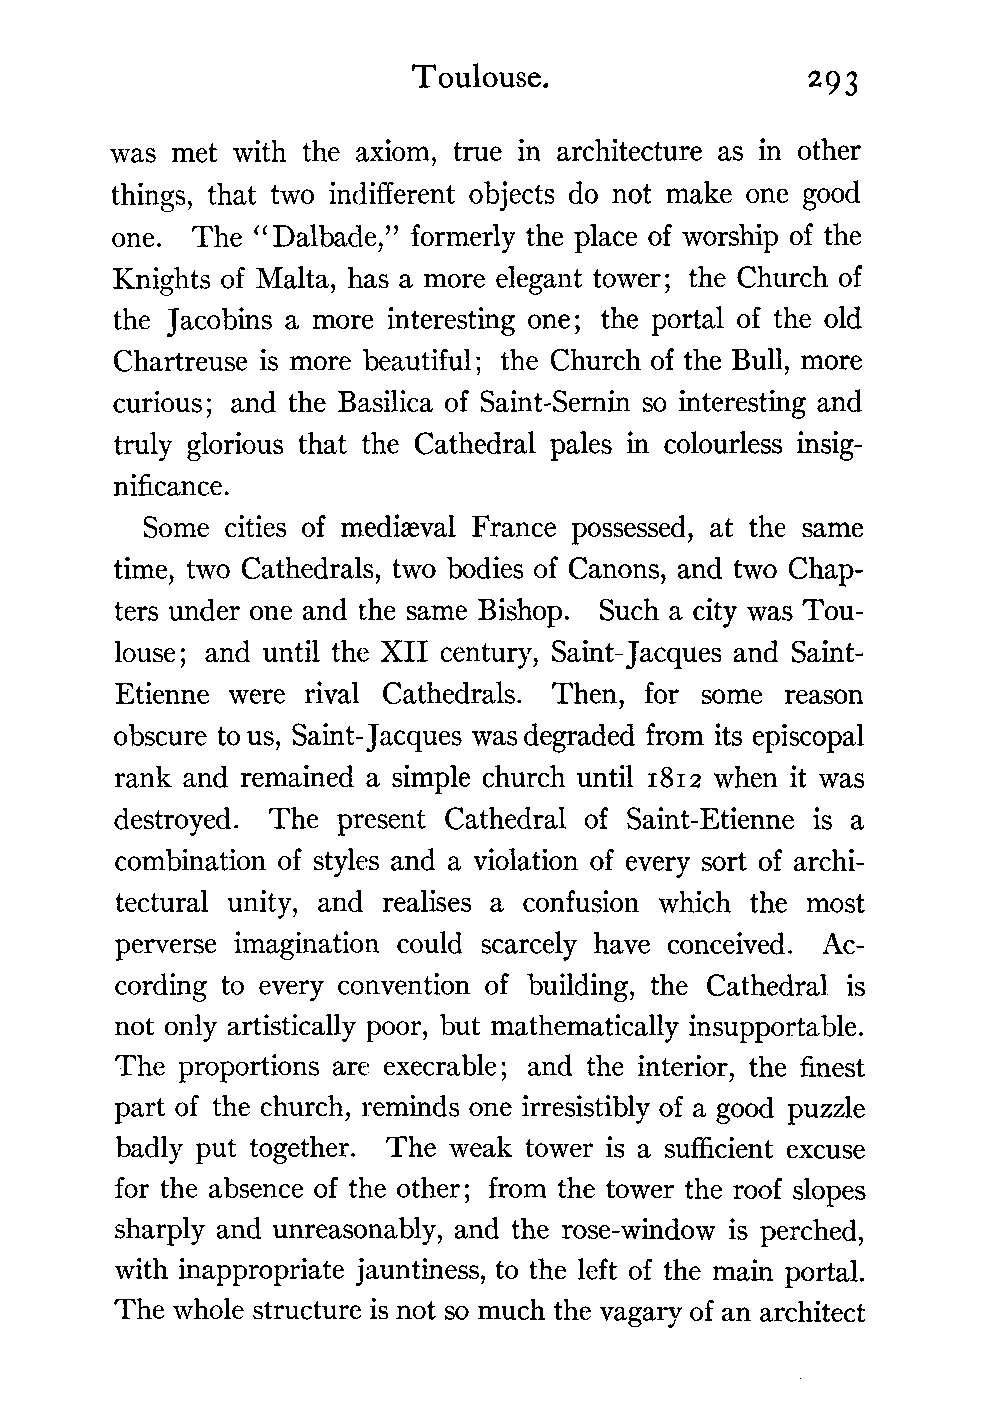 Toulouse. 293
was met with the axiom, true in architecture as in other
things, that two indifferent objects do not make one good
one. The “Dalbade,” formerly the place of worship of the
Knights of Malta, has a more elegant tower; the Church of
the Jacobins a more interesting one; the portal of the old
Chartreuse is more beautiful; the Church of the Bull, more
curious; and the Basilica of Saint-Sernin so interesting and
truly glorious that the Cathedral pales in colourless insig-
nificance.
Some cities of mediæval France possessed, at the same
time, two Cathedrals, two bodies of Canons, and two Chap-
ters under one and the same Bishop. Such a city was Tou-
louse; and until the XII century, Saint-Jacques and Saint-
Etienne were rival Cathedrals. Then, for some reason
obscure to us, Saint-Jacques was degraded from its episcopal
rank and remained a simple church until 1812 when it was
destroyed. The present Cathedral of Saint-Etienne is a
combination of styles and a violation of every sort of archi-
tectural unity, and realises a confusion which the most
perverse imagination could scarcely have conceived. Ac-
cording to every convention of building, the Cathedral is
not only artistically poor, but mathematically insupportable.
The proportions are execrable; and the interior, the finest
part of the church, reminds one irresistibly of a good puzzle
badly put together. The weak tower is a sufficient excuse
for the absence of the other; from the tower the roof slopes
sharply and unreasonably, and the rose-window is perched,
with inappropriate jauntiness, to the left of the main portal.
The whole structure is not so much the vagary of an architect